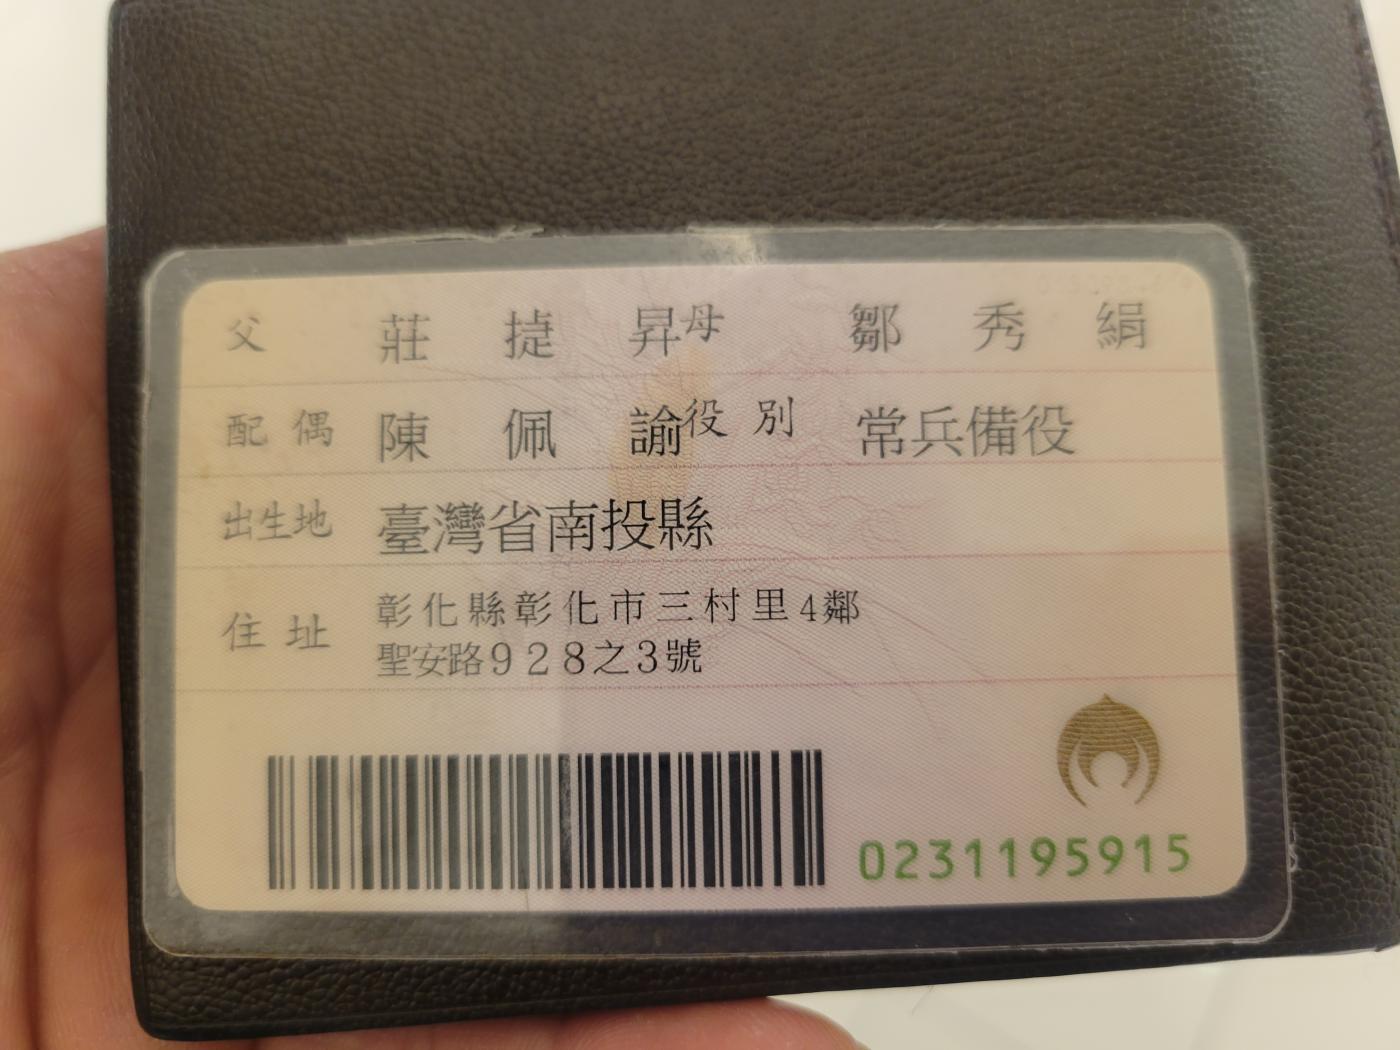 父 莊捷昇 母 鄒秀絹
配偶 陳佩諭 役別 常兵備役
出生地 臺灣省南投縣
住址 彰化縣彰化市三村里4鄰
聖安路928之3號
0231195915